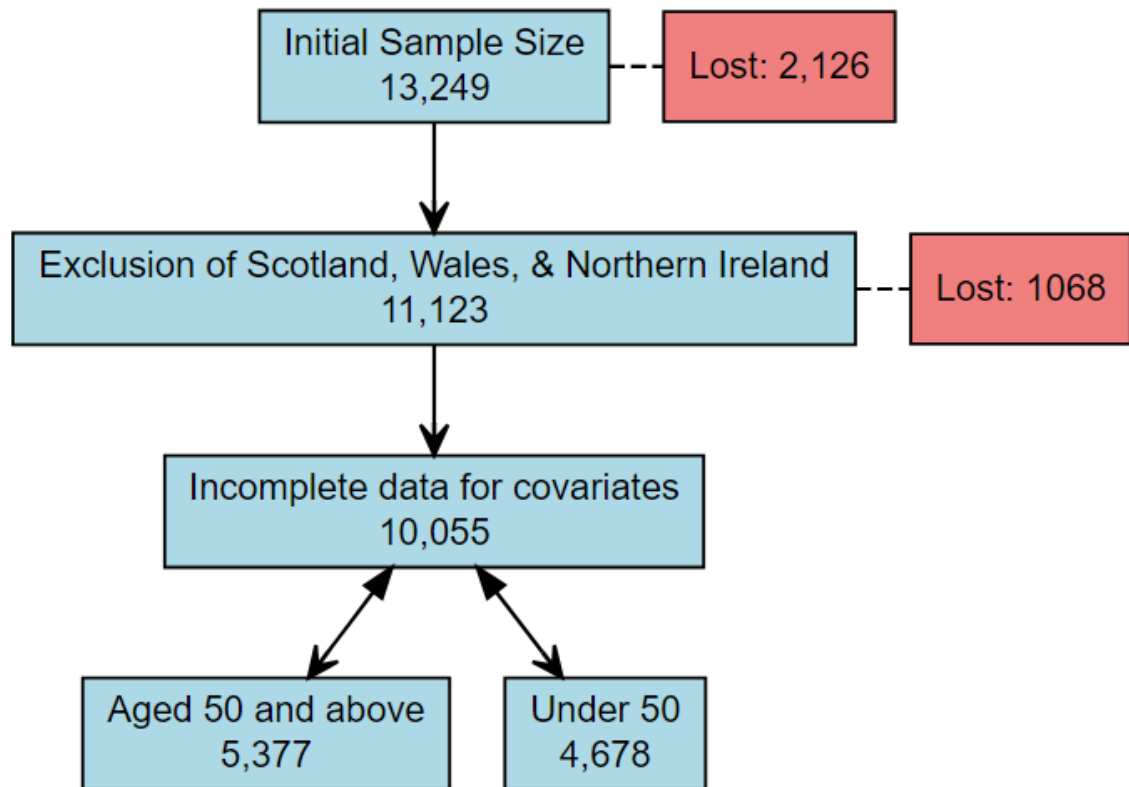 Initial Sample Size
13,249
Lost: 2,126
Exclusion of Scotland, Wales, & Northern Ireland
11,123
Lost: 1068
Incomplete data for covariates
10,055
Aged 50 and above
5,377
Under 50
4,678